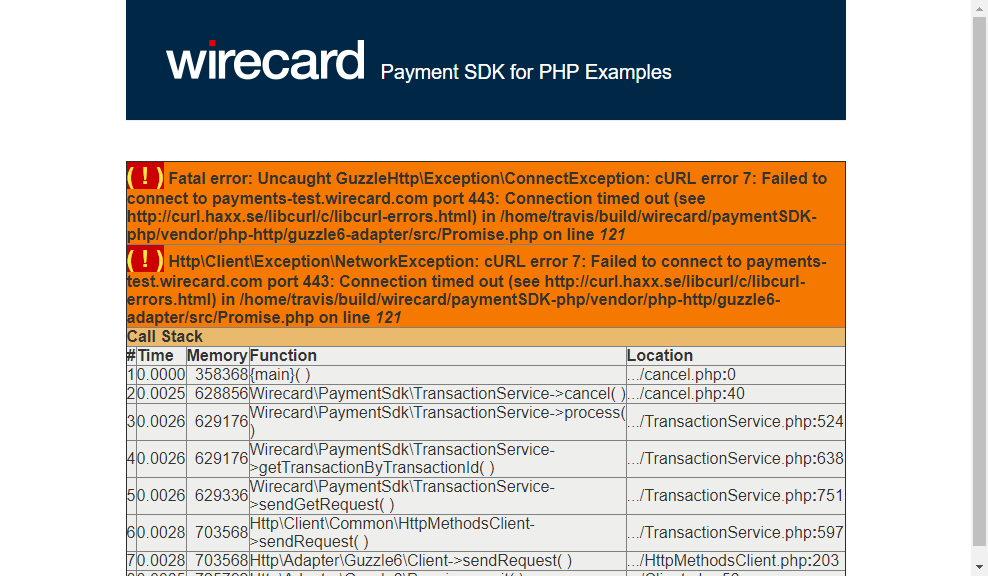 wirecard Payment SDK for PHP Examples
( ! ) Fatal error: Uncaught GuzzleHttp\Exception\ConnectException: cURL error 7: Failed to
connect to payments-test.wirecard.com port 443: Connection timed out (see
http://curl.haxx.se/libcurl/c/libcurl-errors.html) in /home/travis/build/wirecard/paymentSDK-
php/vendor/php-http/guzzle6-adapter/src/Promise.php on line 121
( ! ) Http\Client\Exception\NetworkException: cURL error 7: Failed to connect to payments-
test.wirecard.com port 443: Connection timed out (see http://curl.haxx.se/libcurl/c/libcurl-
errors.html) in /home/travis/build/wirecard/paymentSDK-php/vendor/php-http/guzzle6-
adapter/src/Promise.php on line 121
Call Stack
# Time Memory Function Location
1 0.0000 358368 {main}( ) .../cancel.php:0
2 0.0025 628856 Wirecard\PaymentSdk\TransactionService->cancel( ) .../cancel.php:40
3 0.0026 629176 Wirecard\PaymentSdk\TransactionService->process( .../TransactionService.php:524
)
4 0.0026 629176 Wirecard\PaymentSdk\TransactionService- .../TransactionService.php:638
>getTransactionByTransactionId( )
5 0.0026 629336 Wirecard\PaymentSdk\TransactionService- .../TransactionService.php:751
>sendGetRequest( )
6 0.0028 703568 Http\Client\Common\HttpMethodsClient- .../TransactionService.php:597
>sendRequest( )
7 0.0028 703568 Http\Adapter\Guzzle6\Client->sendRequest( ) .../HttpMethodsClient.php:203